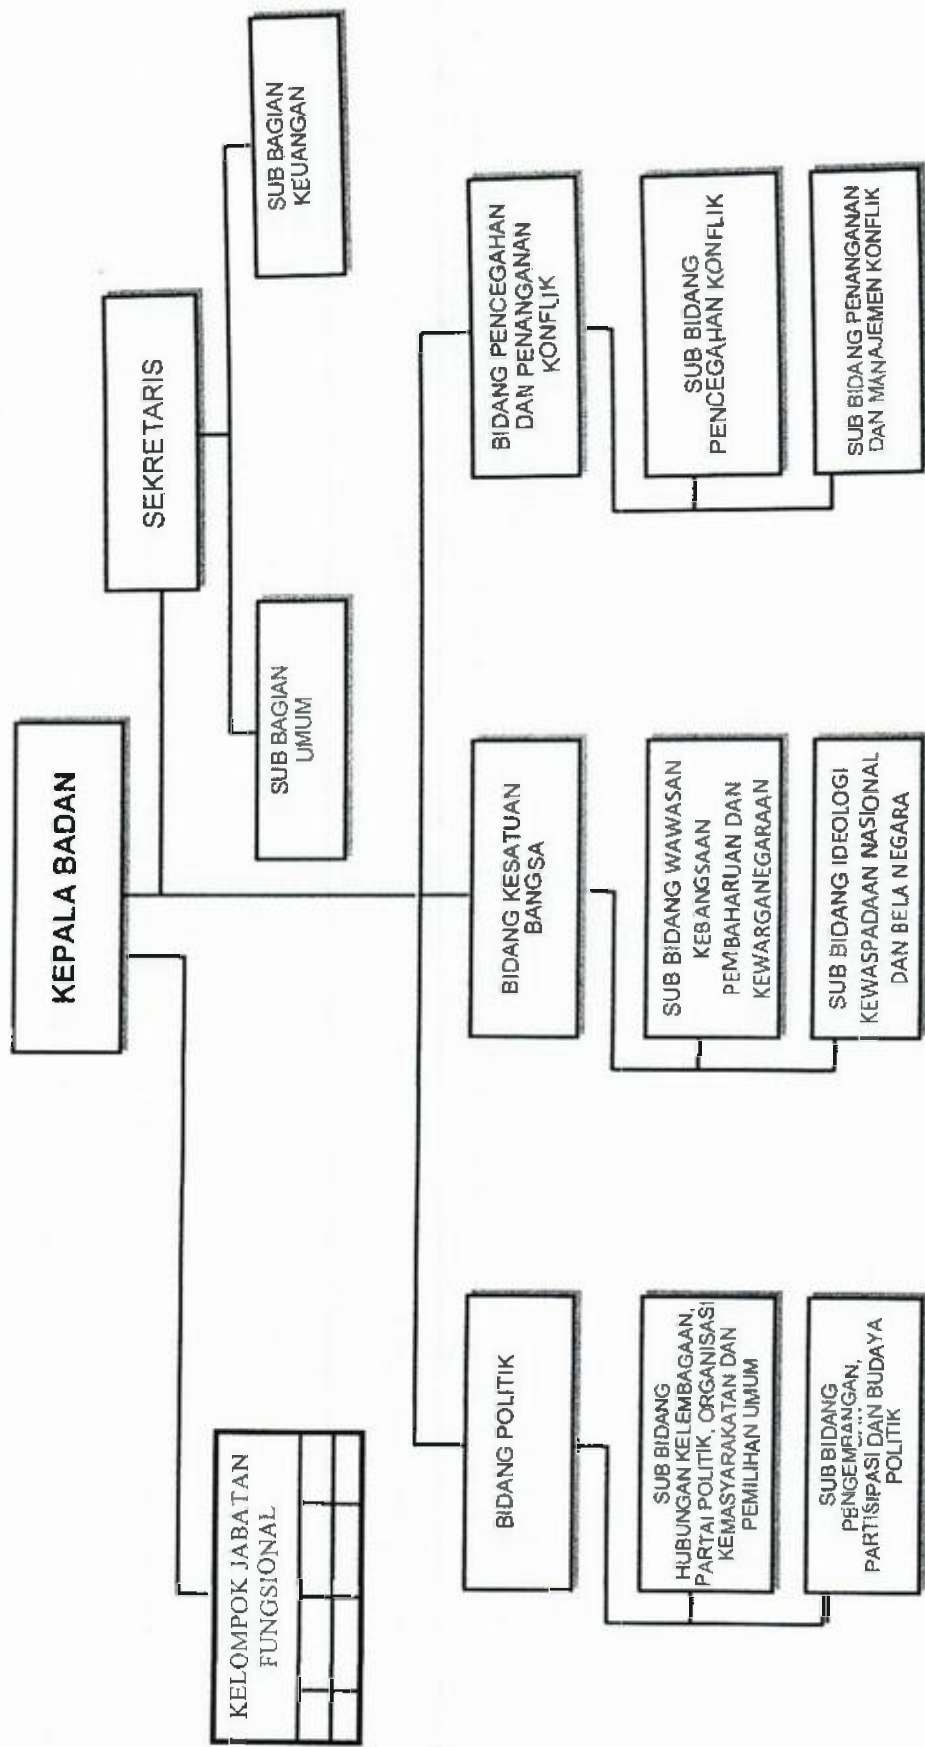 KEPALA BADAN
SEKRETARIS
KELOMPOK JABATAN
FUNGSIONAL
SUB BAGIAN
UMUM
SUB BAGIAN
KEUANGAN
BIDANG POLITIK
BIDANG KESATUAN
BANGSA
BIDANG PENCEGAHAN
DAN PENANGANAN
KONFLIK
SUB BIDANG
HUBUNGAN KELEMBAGAAN,
PARTAI POLITIK, ORGANISASI
KEMASYARAKATAN DAN
PEMILIHAN UMUM
SUB BIDANG WAWASAN
KEBANGSAAN
PEMBAHARUAN DAN
KEWARGANEGARAAN
SUB BIDANG
PENCEGAHAN KONFLIK
SUB BIDANG
PENGEMBANGAN,
PARTISIPASI DAN BUDAYA
POLITIK
SUB BIDANG IDEOLOGI
KEWASPADAAN NASIONAL
DAN BELA NEGARA
SUB BIDANG PENANGANAN
DAN MANAJEMEN KONFLIK